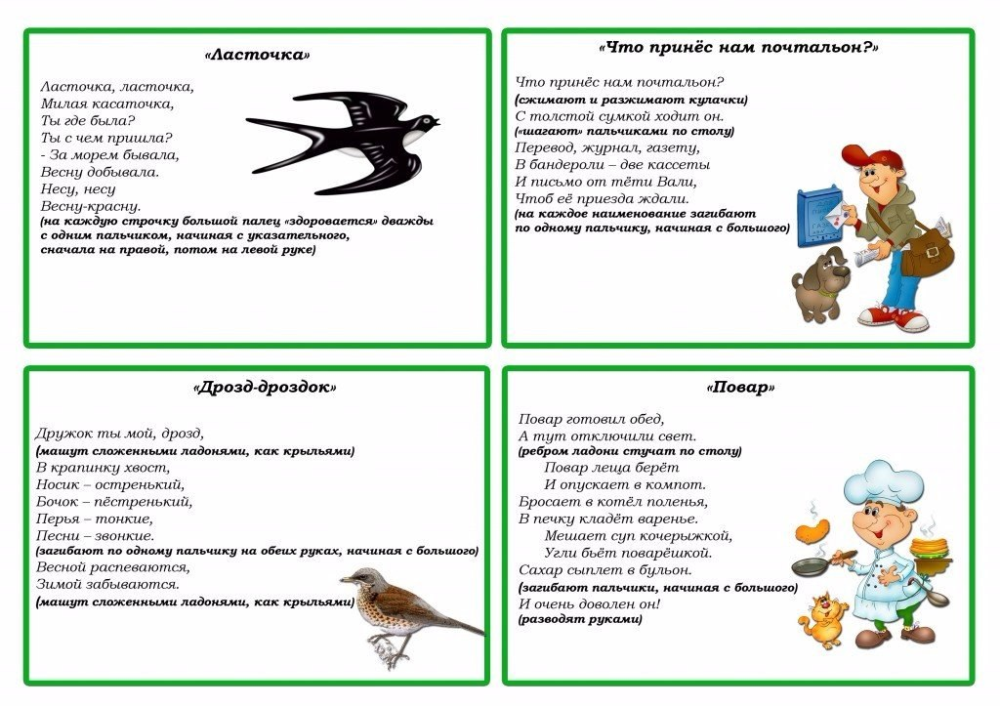 «Ласточка»
Ласточка, ласточка,
Милая касаточка,
Ты где была?
Ты с чем пришла?
- За морем бывала,
Весну добывала.
Несу, несу
Весну-красну.
(на каждую строчку большой палец «здоровается» дважды
с одним пальчиком, начиная с указательного,
сначала на правой, потом на левой руке)
«Что принёс нам почтальон?»
Что принёс нам почтальон?
(сжимают и разжимают кулачки)
С толстой сумкой ходит он.
(«шагают» пальчиками по столу)
Перевод, журнал, газету,
В бандероли – две кассеты
И письмо от тёти Вали,
Чтоб её приезда ждали.
(на каждое наименование загибают
по одному пальчику, начиная с большого)
«Дрозд-дроздок»
Дружок ты мой, дрозд,
(машут сложенными ладонями, как крыльями)
В крапинку хвост,
Носик – остренький,
Бочок – пёстренький,
Перья – тонкие,
Песни – звонкие.
(загибают по одному пальчику на обеих руках, начиная с большого)
Весной распеваются,
Зимой забываются.
(машут сложенными ладонями, как крыльями)
«Повар»
Повар готовил обед,
А тут отключили свет.
(ребром ладони стучат по столу)
Повар леща берёт
И опускает в компот.
Бросает в котёл поленья,
В печку кладёт варенье.
Мешает суп кочерыжкой,
Угли бьёт поварёшкой.
Сахар сыплет в бульон.
(загибают пальчики, начиная с большого)
И очень доволен он!
(разводят руками)